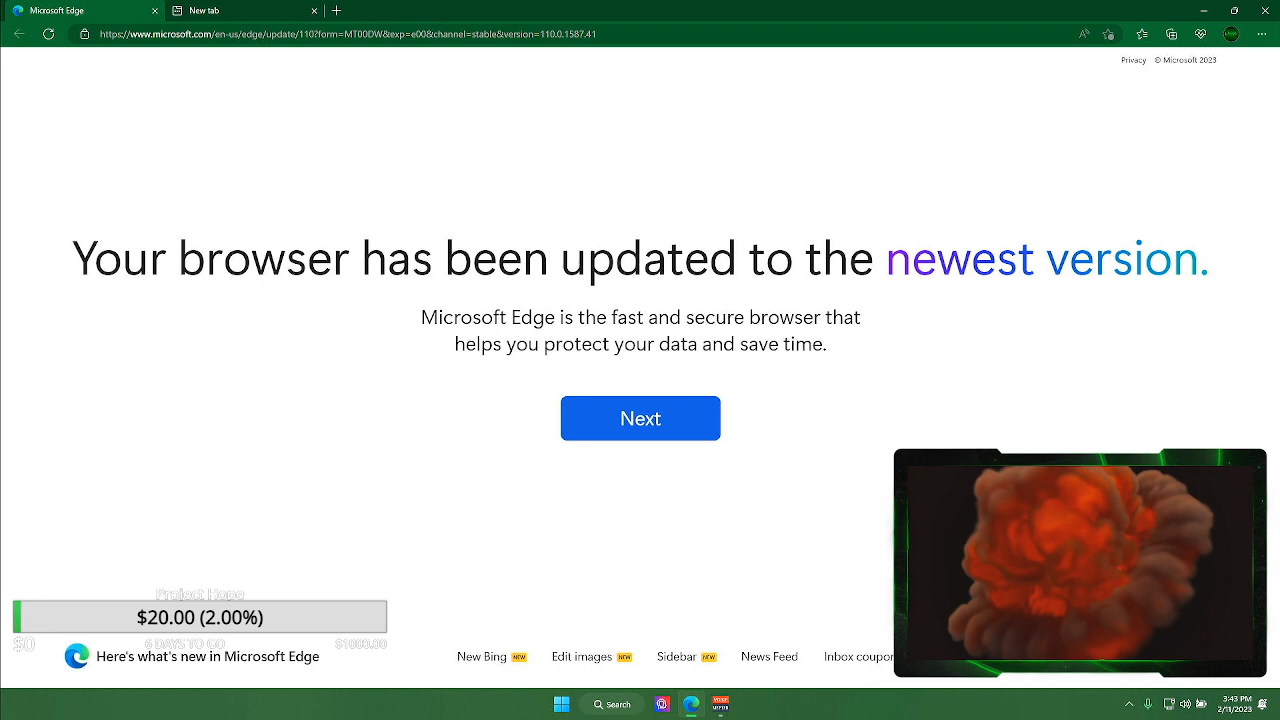 Microsoft Edge
New tab
https://www.microsoft.com/en-us/edge/update/110?form=MT00DW&exp=e00&channel=stable&version=110.0.1587.41
Privacy © Microsoft 2023
Your browser has been updated to the newest version.
Microsoft Edge is the fast and secure browser that
helps you protect your data and save time.
Next
Project Hope
$20.00 (2.00%)
$0 6 DAYS TO GO $1000.00
Here's what's new in Microsoft Edge
New Bing NEW Edit images NEW Sidebar NEW News Feed Inbox coupon
Search
3:43 PM
2/11/2023